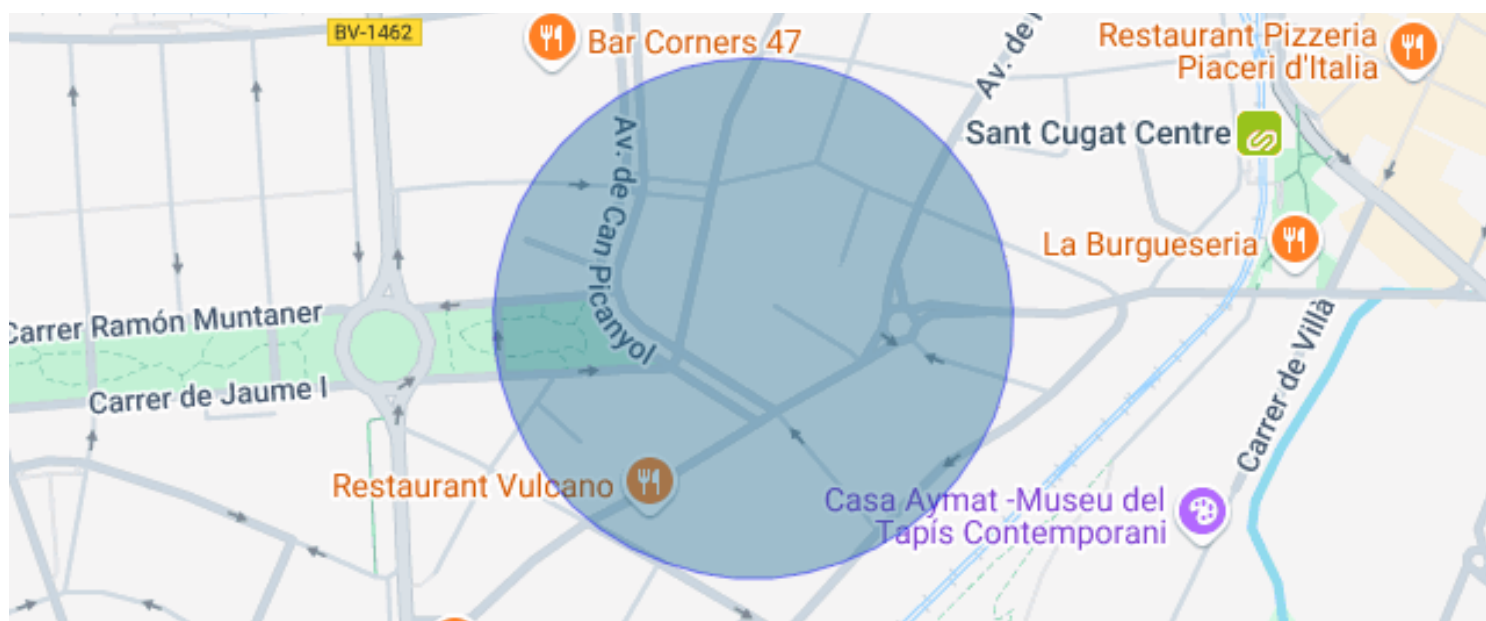 BV-1462
Bar Corners 47
Av. de
Restaurant Pizzeria
Piaceri d'Italia
Sant Cugat Centre
Av. de Can Picanyol
La Burgueseria
Carrer Ramón Muntaner
Carrer de Jaume I
Carrer de Villà
Restaurant Vulcano
Casa Aymat -Museu del
Tapís Contemporani